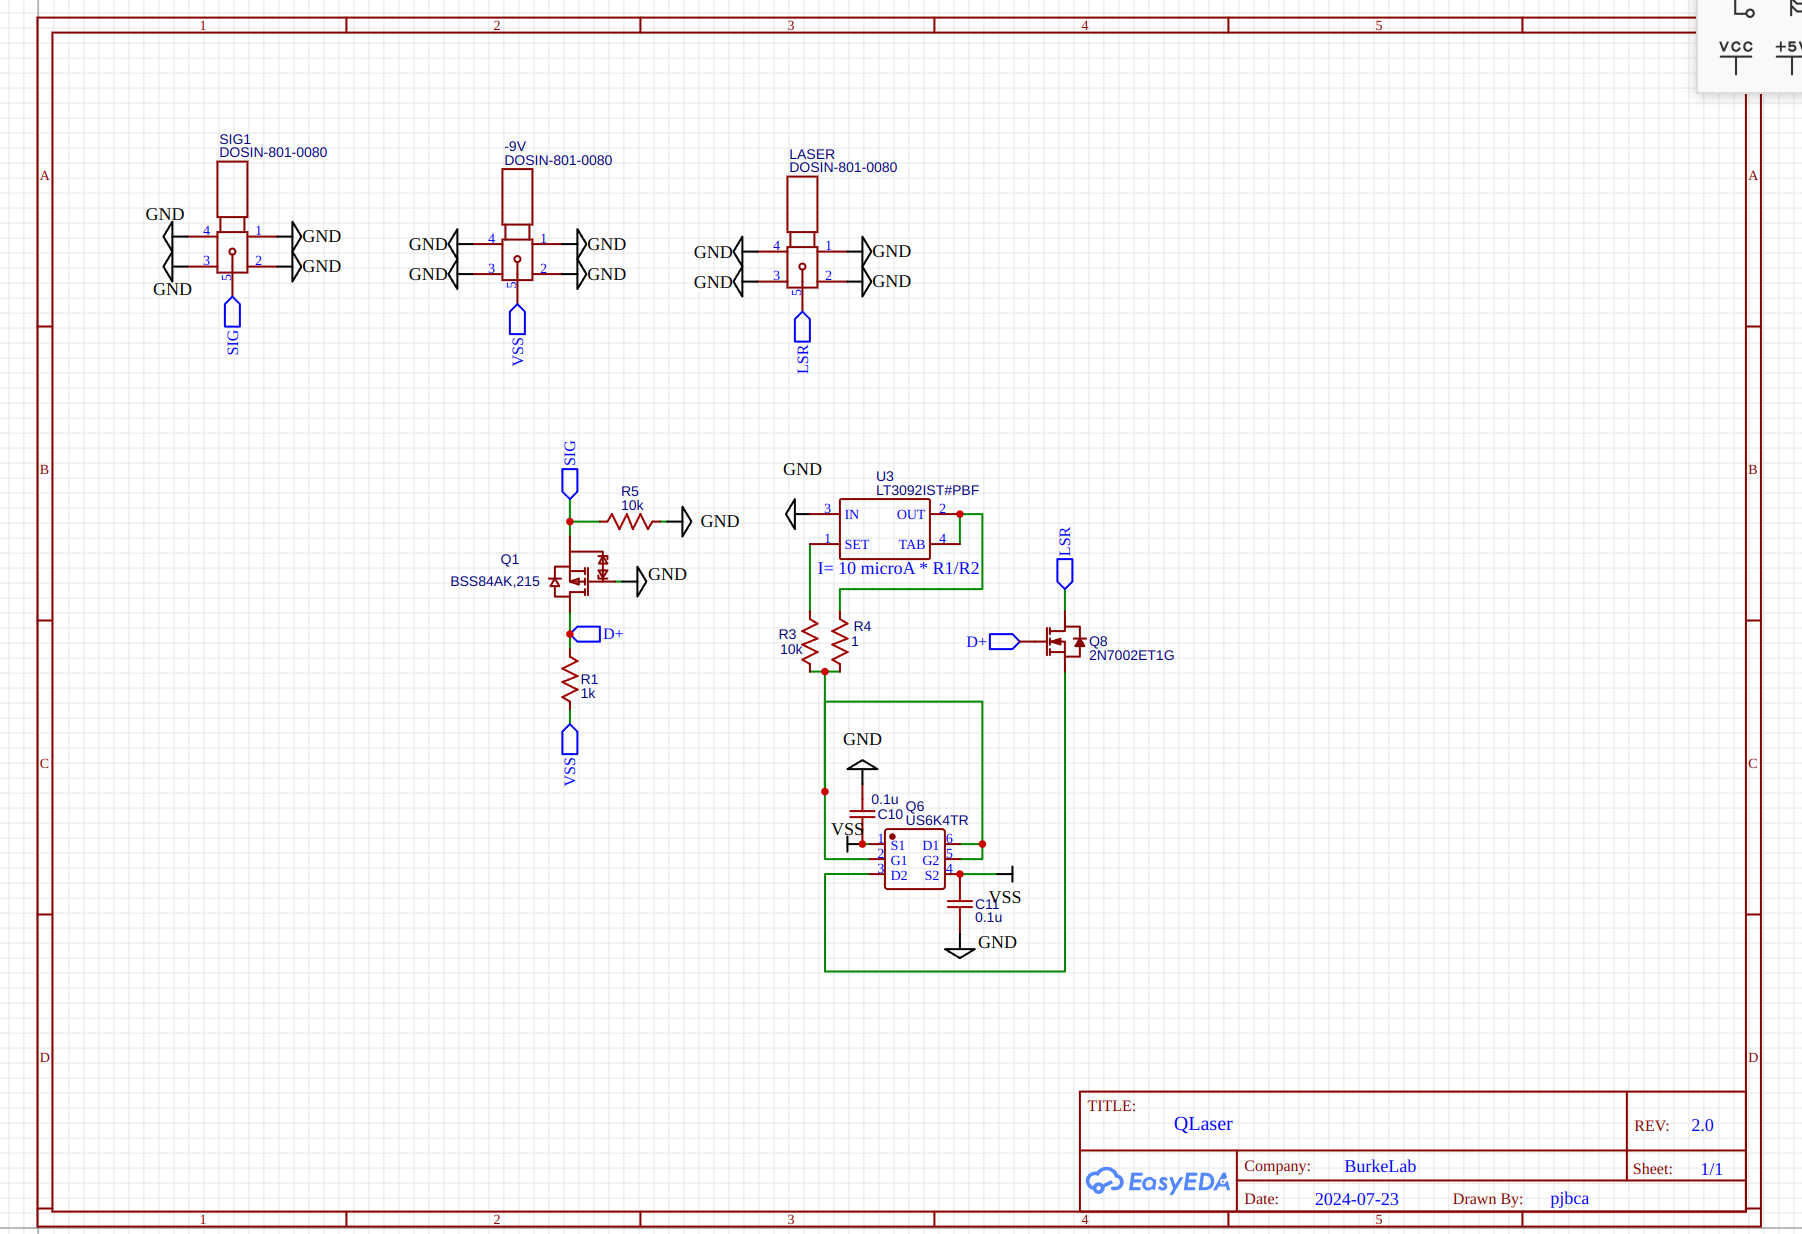 1 2 3 4 5
VCC +5V
SIG1
DOSIN-801-0080
-9V
DOSIN-801-0080
LASER
DOSIN-801-0080
A A
GND
4 1 GND
3 2 GND
5
GND
SIG
GND 4 1 GND
GND 3 2 GND
5
VSS
GND 4 1 GND
GND 3 2 GND
5
LSR
B B
SIG
R5
10k
GND
Q1
BSS84AK,215
GND
D+
R1
1k
VSS
GND
U3
LT3092IST#PBF
3 IN OUT 2
1 SET TAB 4
I= 10 microA * R1/R2
R3
10k
R4
1
LSR
D+
Q8
2N7002ET1G
C C
GND
0.1u
C10
Q6
US6K4TR
VSS
1 S1 D1 6
2 G1 G2 5
3 D2 S2 4
VSS
C11
0.1u
GND
D D
TITLE:
QLaser
REV: 2.0
EasyEDA
Company: BurkeLab
Sheet: 1/1
Date: 2024-07-23 Drawn By: pjbca
1 2 3 4 5